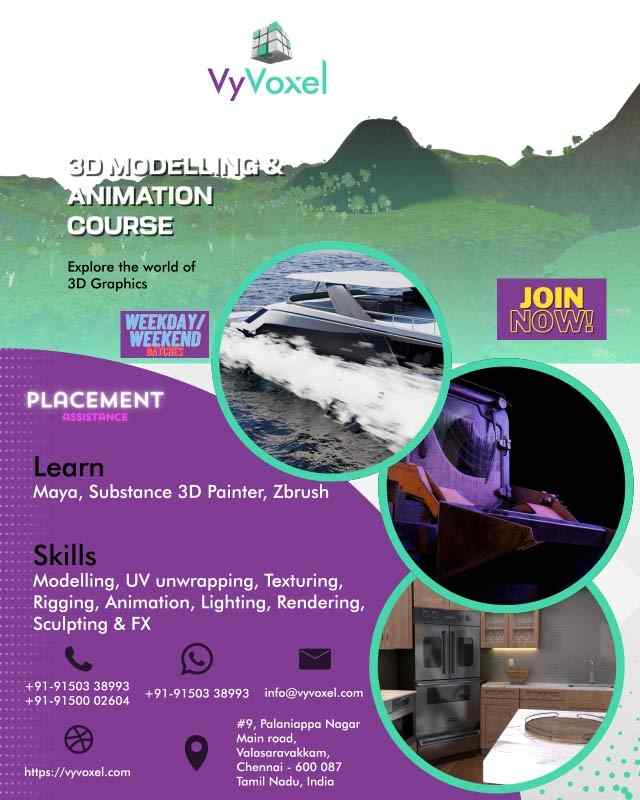 VyVoxel
3D MODELLING &
ANIMATION
COURSE
Explore the world of
3D Graphics
JOIN
NOW!
WEEKDAY/
WEEKEND
BATCHES
PLACEMENT
ASSISTANCE
Learn
Maya, Substance 3D Painter, Zbrush
Skills
Modelling, UV unwrapping, Texturing,
Rigging, Animation, Lighting, Rendering,
Sculpting & FX
+91-91503 38993
+91-91500 02604
+91-91503 38993
info@vyvoxel.com
https://vyvoxel.com
#9, Palaniappa Nagar
Main road,
Valasaravakkam,
Chennai - 600 087
Tamil Nadu, India